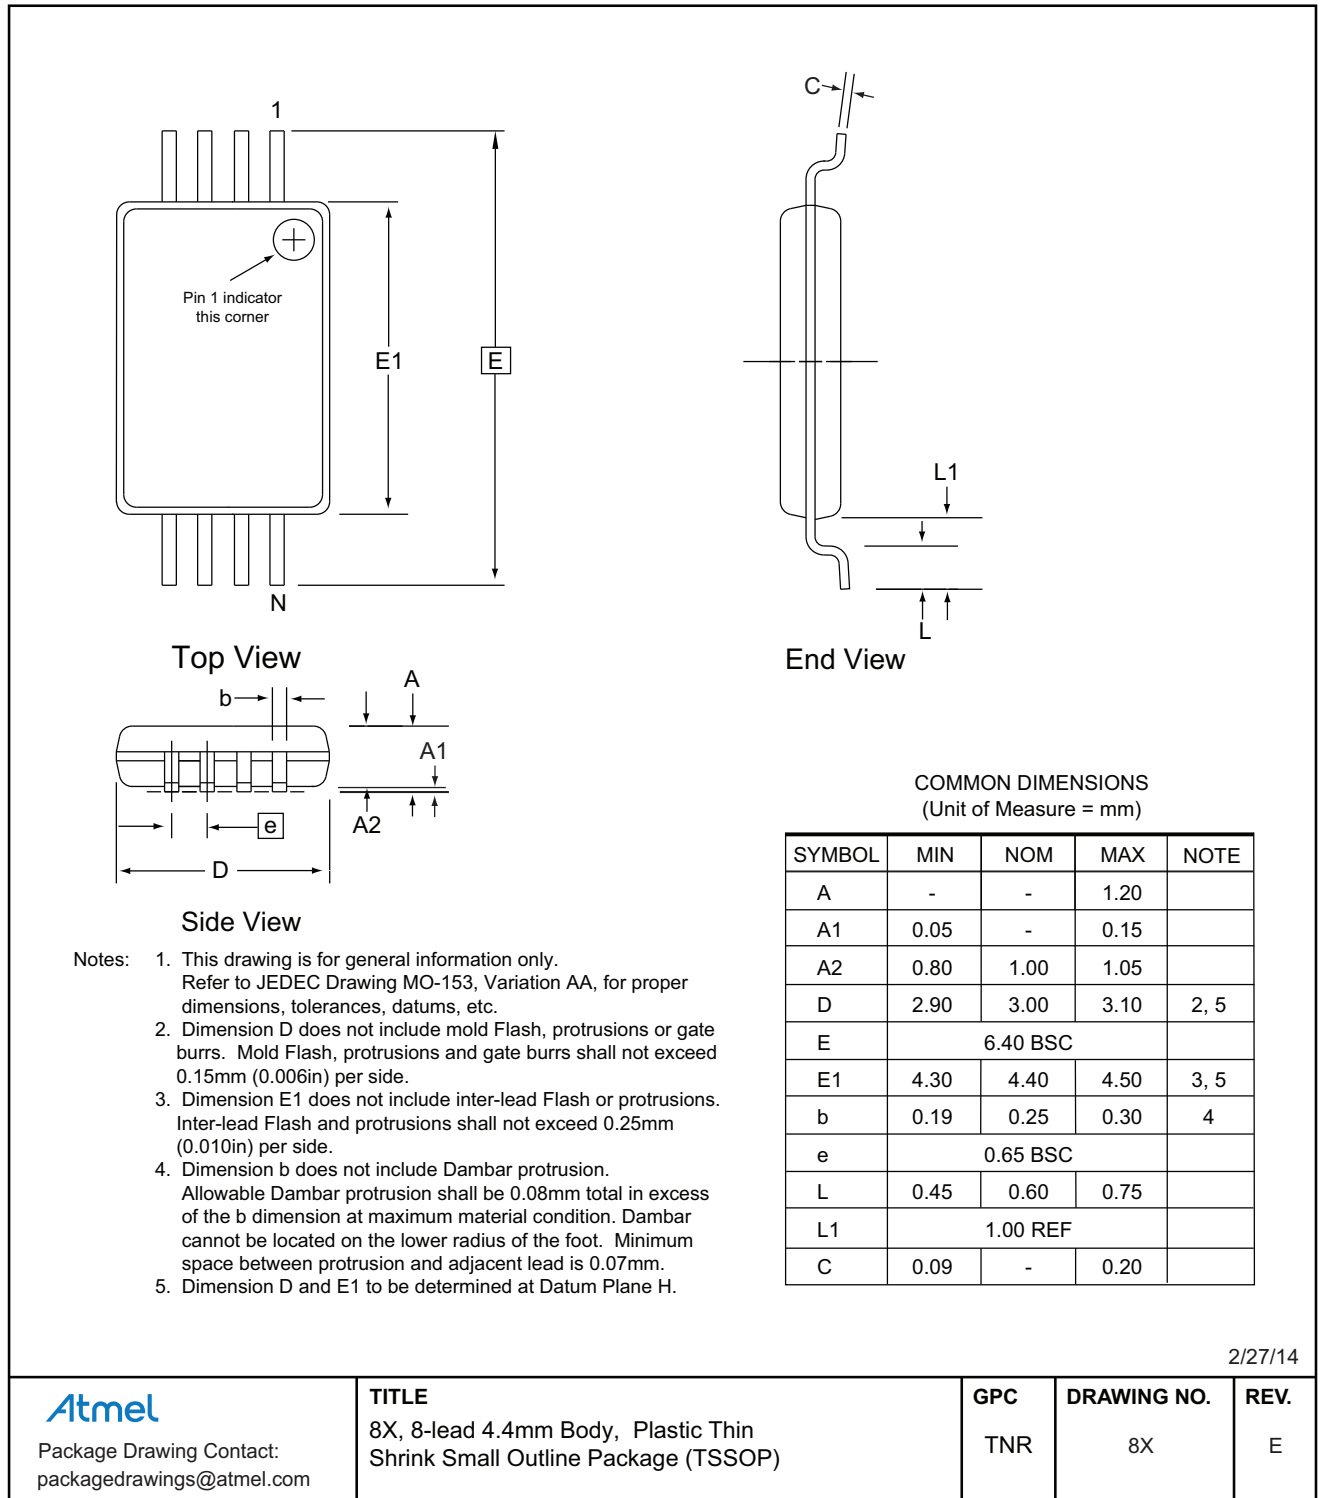 1
C
Pin 1 indicator
this corner
E1
E
L1
N
L
Top View
End View
b
A
A1
e
A2
D
Side View
COMMON DIMENSIONS
(Unit of Measure = mm)
SYMBOL MIN NOM MAX NOTE
A - - 1.20
A1 0.05 - 0.15
A2 0.80 1.00 1.05
D 2.90 3.00 3.10 2, 5
E 6.40 BSC
E1 4.30 4.40 4.50 3, 5
b 0.19 0.25 0.30 4
e 0.65 BSC
L 0.45 0.60 0.75
L1 1.00 REF
C 0.09 - 0.20
Notes: 1. This drawing is for general information only.
Refer to JEDEC Drawing MO-153, Variation AA, for proper
dimensions, tolerances, datums, etc.
2. Dimension D does not include mold Flash, protrusions or gate
burrs. Mold Flash, protrusions and gate burrs shall not exceed
0.15mm (0.006in) per side.
3. Dimension E1 does not include inter-lead Flash or protrusions.
Inter-lead Flash and protrusions shall not exceed 0.25mm
(0.010in) per side.
4. Dimension b does not include Dambar protrusion.
Allowable Dambar protrusion shall be 0.08mm total in excess
of the b dimension at maximum material condition. Dambar
cannot be located on the lower radius of the foot. Minimum
space between protrusion and adjacent lead is 0.07mm.
5. Dimension D and E1 to be determined at Datum Plane H.
2/27/14
Atmel
Package Drawing Contact:
packagedrawings@atmel.com
TITLE
8X, 8-lead 4.4mm Body, Plastic Thin
Shrink Small Outline Package (TSSOP)
GPC
TNR
DRAWING NO.
8X
REV.
E